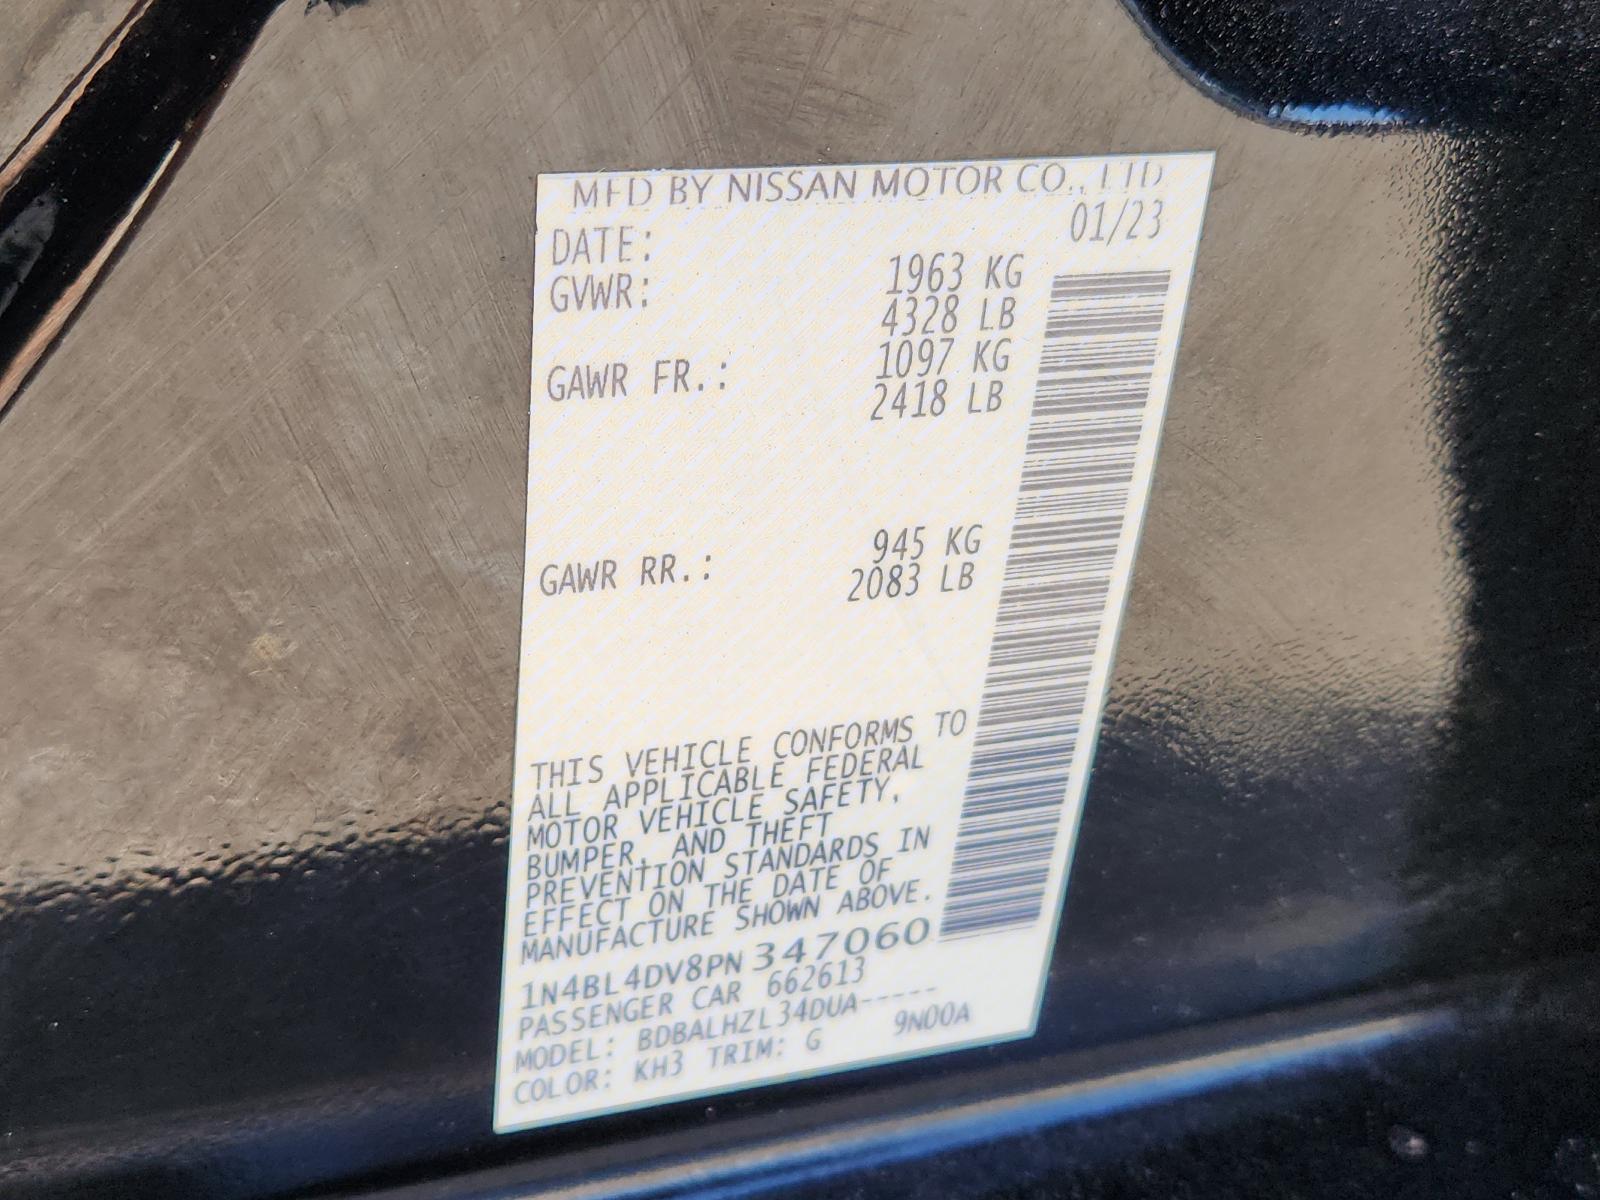 MFD BY NISSAN MOTOR CO., LTD
DATE: 01/23
GVWR: 1963 KG
4328 LB
GAWR FR.: 1097 KG
2418 LB
GAWR RR.: 945 KG
2083 LB
THIS VEHICLE CONFORMS TO
ALL APPLICABLE FEDERAL
MOTOR VEHICLE SAFETY,
BUMPER, AND THEFT
PREVENTION STANDARDS IN
EFFECT ON THE DATE OF
MANUFACTURE SHOWN ABOVE.
1N4BL4DV8PN347060
PASSENGER CAR 662613
MODEL: BDBALHZL34DUA-----
COLOR: KH3 TRIM: G 9N00A